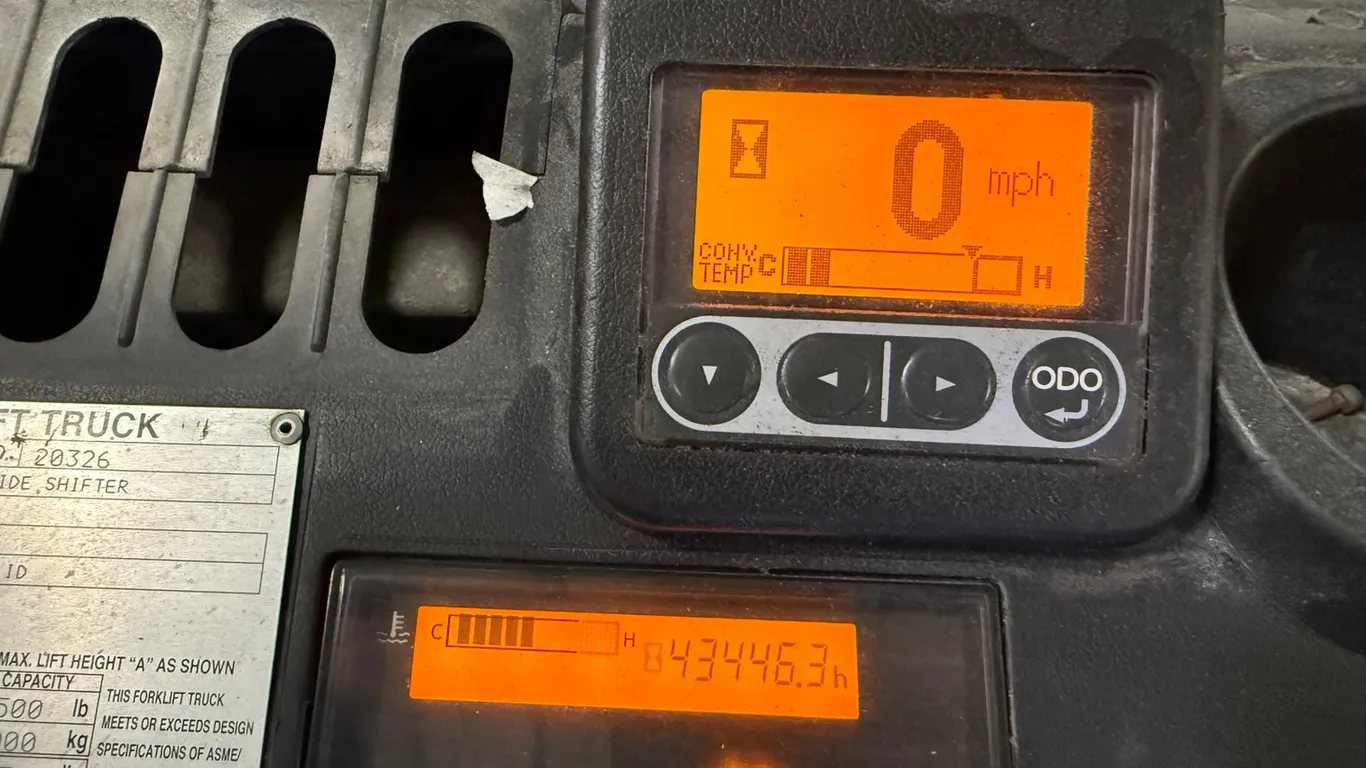 0 mph
CONV. TEMP C H
ODO
FT TRUCK
20326
IDE SHIFTER
ID
MAX. LIFT HEIGHT “A” AS SHOWN
CAPACITY
THIS FORKLIFT TRUCK
500 lb
MEETS OR EXCEEDS DESIGN
00 kg
SPECIFICATIONS OF ASME/
C H 43446.3h